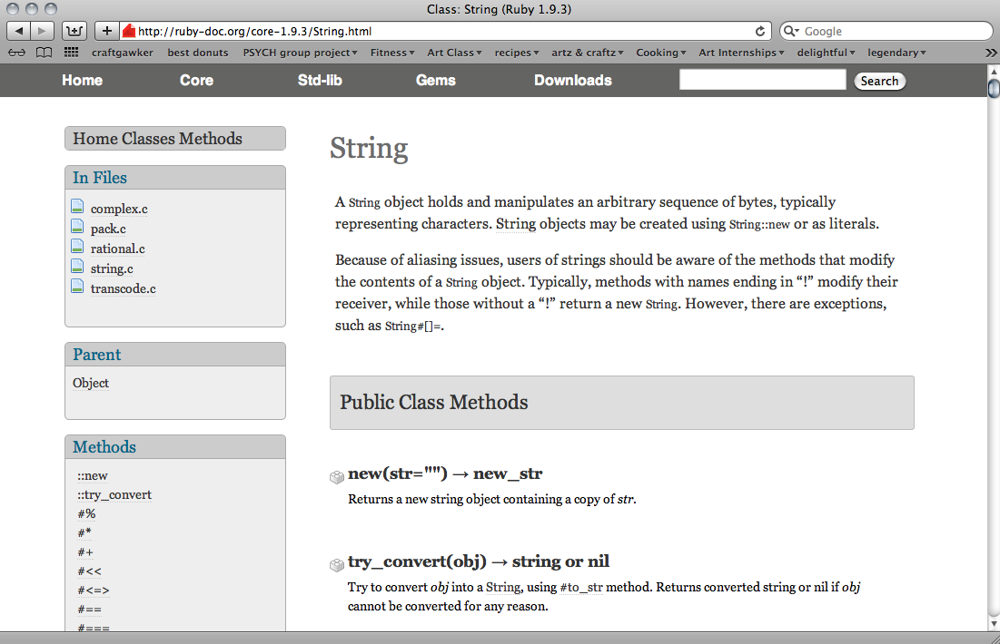 Class: String (Ruby 1.9.3)
http://ruby-doc.org/core-1.9.3/String.html
Google
craftgawker best donuts PSYCH group project Fitness Art Class recipes artz & craftz Cooking Art Internships delightful legendary
Home Core Std-lib Gems Downloads Search
Home Classes Methods
In Files
complex.c
pack.c
rational.c
string.c
transcode.c
Parent
Object
Methods
::new
::try_convert
#%
#*
#+
#<<
#<=>
#==
#===
String
A String object holds and manipulates an arbitrary sequence of bytes, typically
representing characters. String objects may be created using String::new or as literals.
Because of aliasing issues, users of strings should be aware of the methods that modify
the contents of a String object. Typically, methods with names ending in “!” modify their
receiver, while those without a “!” return a new String. However, there are exceptions,
such as String#[]=.
Public Class Methods
new(str="") → new_str
Returns a new string object containing a copy of str.
try_convert(obj) → string or nil
Try to convert obj into a String, using #to_str method. Returns converted string or nil if obj
cannot be converted for any reason.